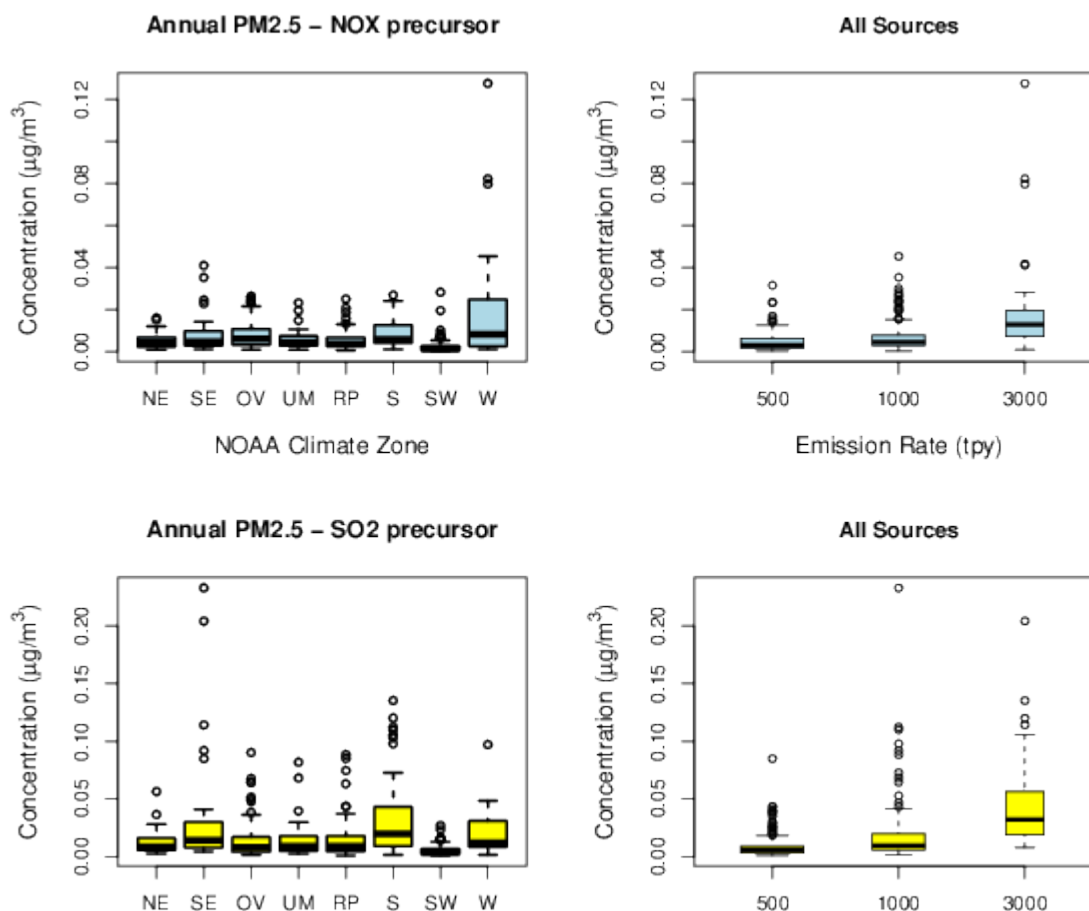 Annual PM2.5 – NOX precursor
Concentration (µg/m³)
0.00 0.04 0.08 0.12
NE SE OV UM RP S SW W
NOAA Climate Zone
All Sources
Concentration (µg/m³)
0.00 0.04 0.08 0.12
500 1000 3000
Emission Rate (tpy)
Annual PM2.5 – SO2 precursor
Concentration (µg/m³)
0.00 0.05 0.10 0.15 0.20
NE SE OV UM RP S SW W
All Sources
Concentration (µg/m³)
0.00 0.05 0.10 0.15 0.20
500 1000 3000